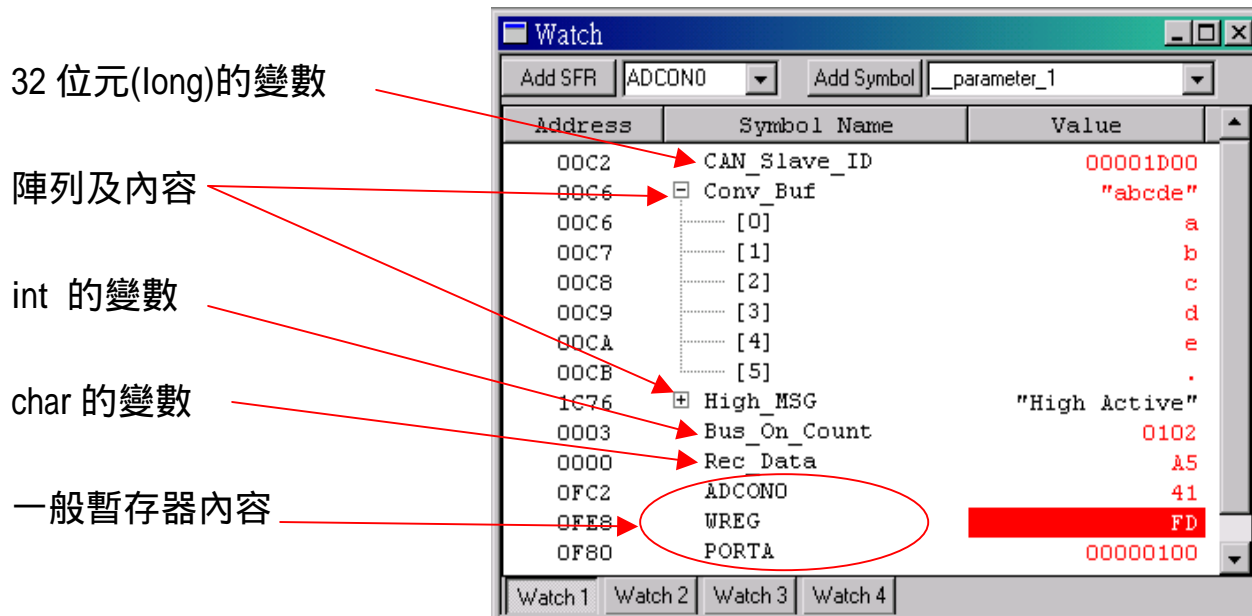 Watch
Add SFR ADCON0 Add Symbol __parameter_1
Address Symbol Name Value
32 位元(long)的變數
00C2 CAN_Slave_ID 00001D00
陣列及內容
00C6 Conv_Buf "abcde"
00C6 [0] a
00C7 [1] b
00C8 [2] c
int 的變數
00C9 [3] d
00CA [4] e
00CB [5] .
char 的變數
1C76 High_MSG "High Active"
0003 Bus_On_Count 0102
0000 Rec_Data A5
0FC2 ADCON0 41
一般暫存器內容
0FE8 WREG FD
0F80 PORTA 00000100
Watch 1 Watch 2 Watch 3 Watch 4